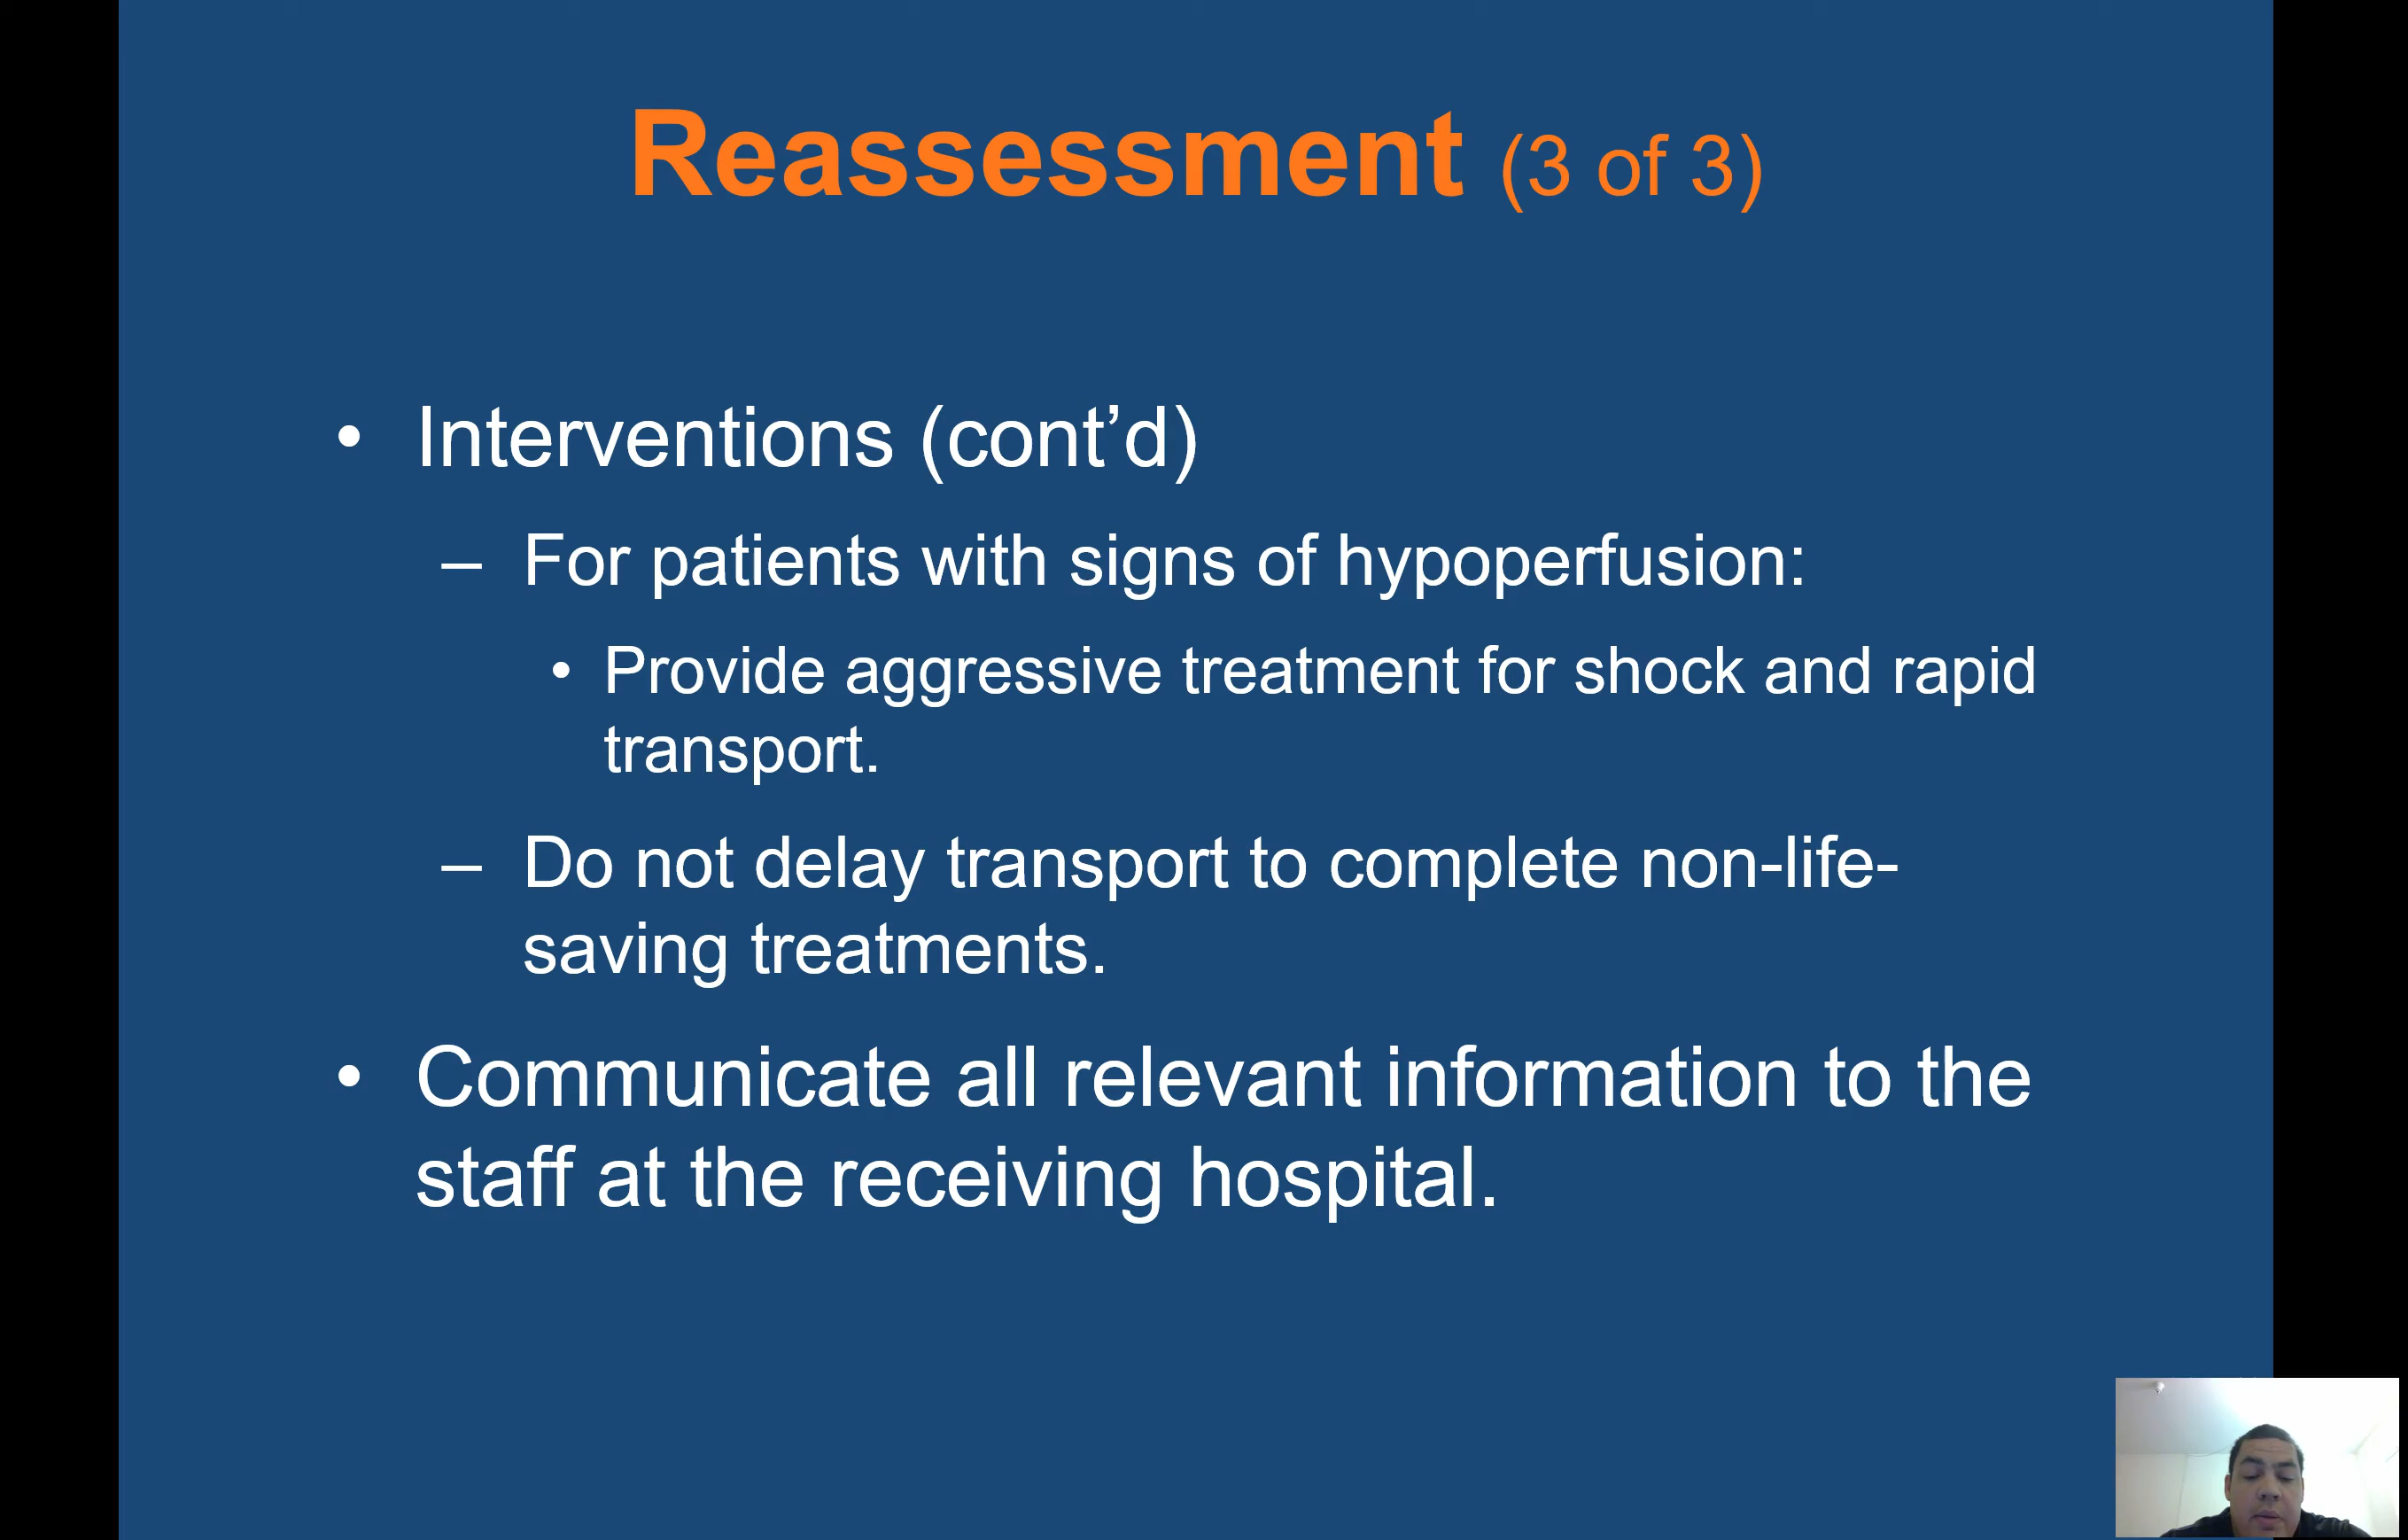 Reassessment (3 of 3)
• Interventions (cont’d)
– For patients with signs of hypoperfusion:
• Provide aggressive treatment for shock and rapid
transport.
– Do not delay transport to complete non-life-
saving treatments.
• Communicate all relevant information to the
staff at the receiving hospital.